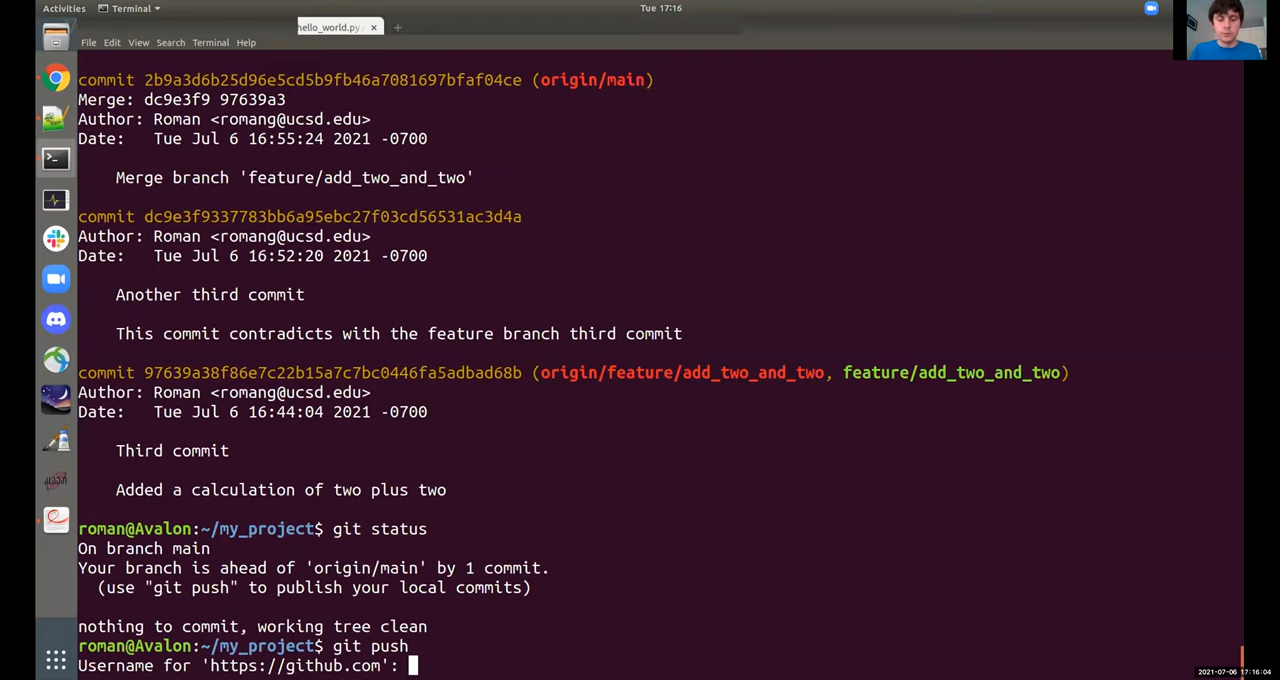 Activities Terminal Tue 17:16
hello_world.py × +
File Edit View Search Terminal Help
commit 2b9a3d6b25d96e5cd5b9fb46a7081697bfaf04ce (origin/main)
Merge: dc9e3f9 97639a3
Author: Roman <romang@ucsd.edu>
Date:   Tue Jul 6 16:55:24 2021 -0700
Merge branch 'feature/add_two_and_two'
commit dc9e3f9337783bb6a95ebc27f03cd56531ac3d4a
Author: Roman <romang@ucsd.edu>
Date:   Tue Jul 6 16:52:20 2021 -0700
Another third commit
This commit contradicts with the feature branch third commit
commit 97639a38f86e7c22b15a7c7bc0446fa5adbad68b (origin/feature/add_two_and_two, feature/add_two_and_two)
Author: Roman <romang@ucsd.edu>
Date:   Tue Jul 6 16:44:04 2021 -0700
Third commit
Added a calculation of two plus two
roman@Avalon:~/my_project$ git status
On branch main
Your branch is ahead of 'origin/main' by 1 commit.
(use "git push" to publish your local commits)
nothing to commit, working tree clean
roman@Avalon:~/my_project$ git push
Username for 'https://github.com':
2021-07-06 17:16:04